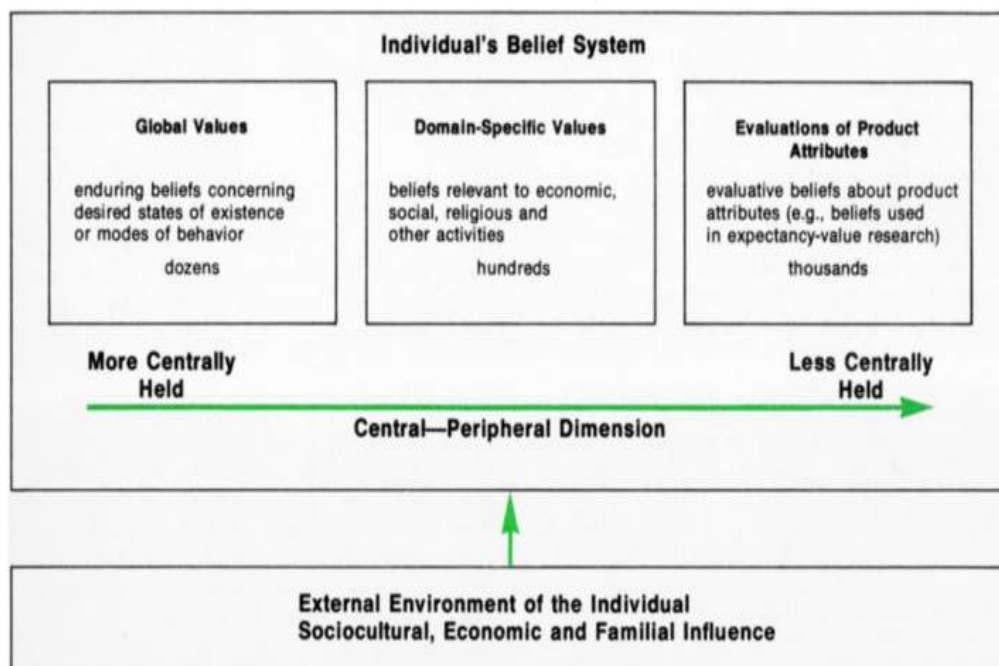 Individual's Belief System
Global Values
enduring beliefs concerning
desired states of existence
or modes of behavior
dozens
Domain-Specific Values
beliefs relevant to economic,
social, religious and
other activities
hundreds
Evaluations of Product
Attributes
evaluative beliefs about product
attributes (e.g., beliefs used
in expectancy-value research)
thousands
More Centrally
Held
Less Centrally
Held
Central—Peripheral Dimension
External Environment of the Individual
Sociocultural, Economic and Familial Influence